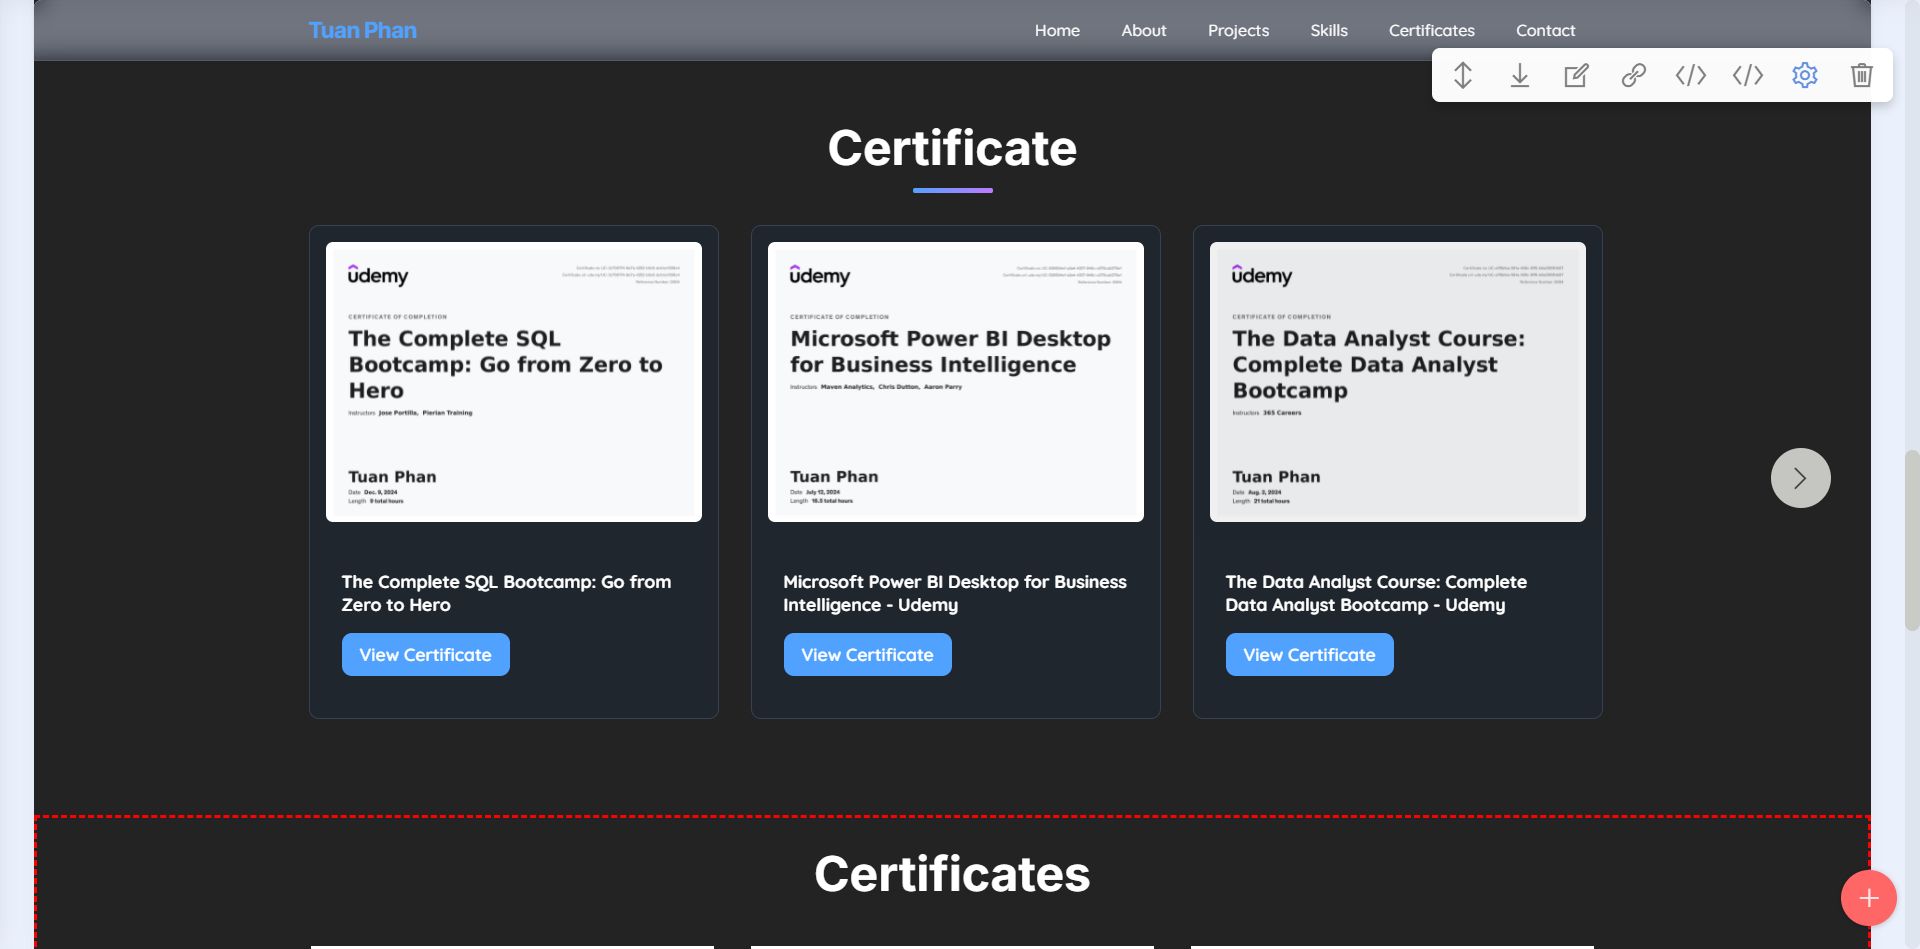 Tuan Phan
Home
About
Projects
Skills
Certificates
Contact
Certificate
udemy
CERTIFICATE OF COMPLETION
The Complete SQL
Bootcamp: Go from Zero to
Hero
Instructors Jose Portilla, Pierian Training
Tuan Phan
Date Dec. 9, 2024
Length 9 total hours
The Complete SQL Bootcamp: Go from
Zero to Hero
View Certificate
udemy
CERTIFICATE OF COMPLETION
Microsoft Power BI Desktop
for Business Intelligence
Instructors Maven Analytics, Chris Dutton, Aaron Parry
Tuan Phan
Date July 12, 2024
Length 15.5 total hours
Microsoft Power BI Desktop for Business
Intelligence - Udemy
View Certificate
udemy
CERTIFICATE OF COMPLETION
The Data Analyst Course:
Complete Data Analyst
Bootcamp
Instructors 365 Careers
Tuan Phan
Date Aug. 3, 2024
Length 21 total hours
The Data Analyst Course: Complete
Data Analyst Bootcamp - Udemy
View Certificate
Certificates